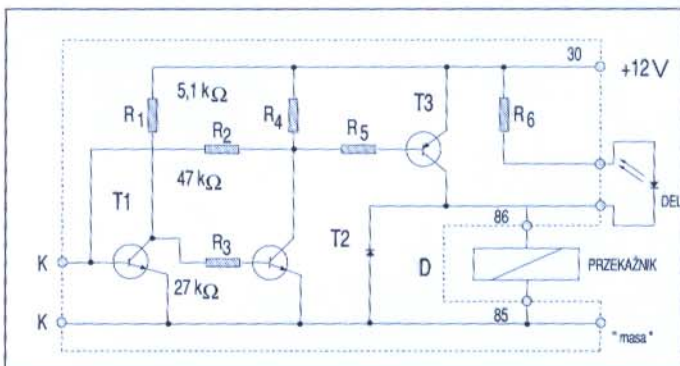 30
+12V
5,1 kΩ
T3
R1
R4
R6
R2
R5
47 kΩ
T1
DEL
86
R3
T2
K
D
PRZEKAŹNIK
27 kΩ
K
85
"masa"